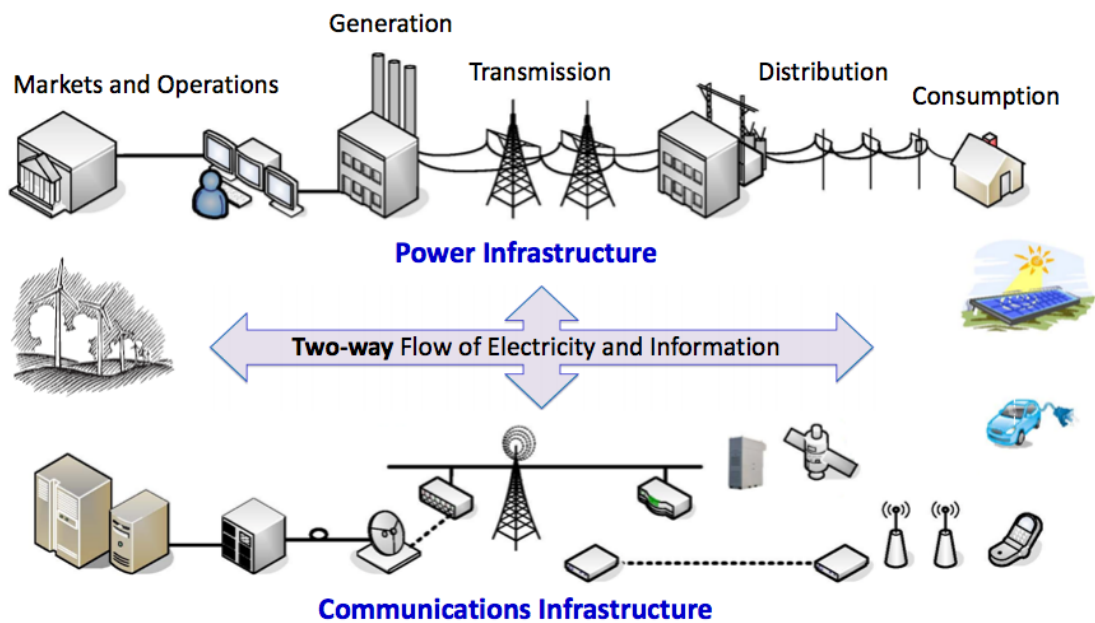 Generation
Markets and Operations
Transmission
Distribution
Consumption
Power Infrastructure
Two-way Flow of Electricity and Information
Communications Infrastructure